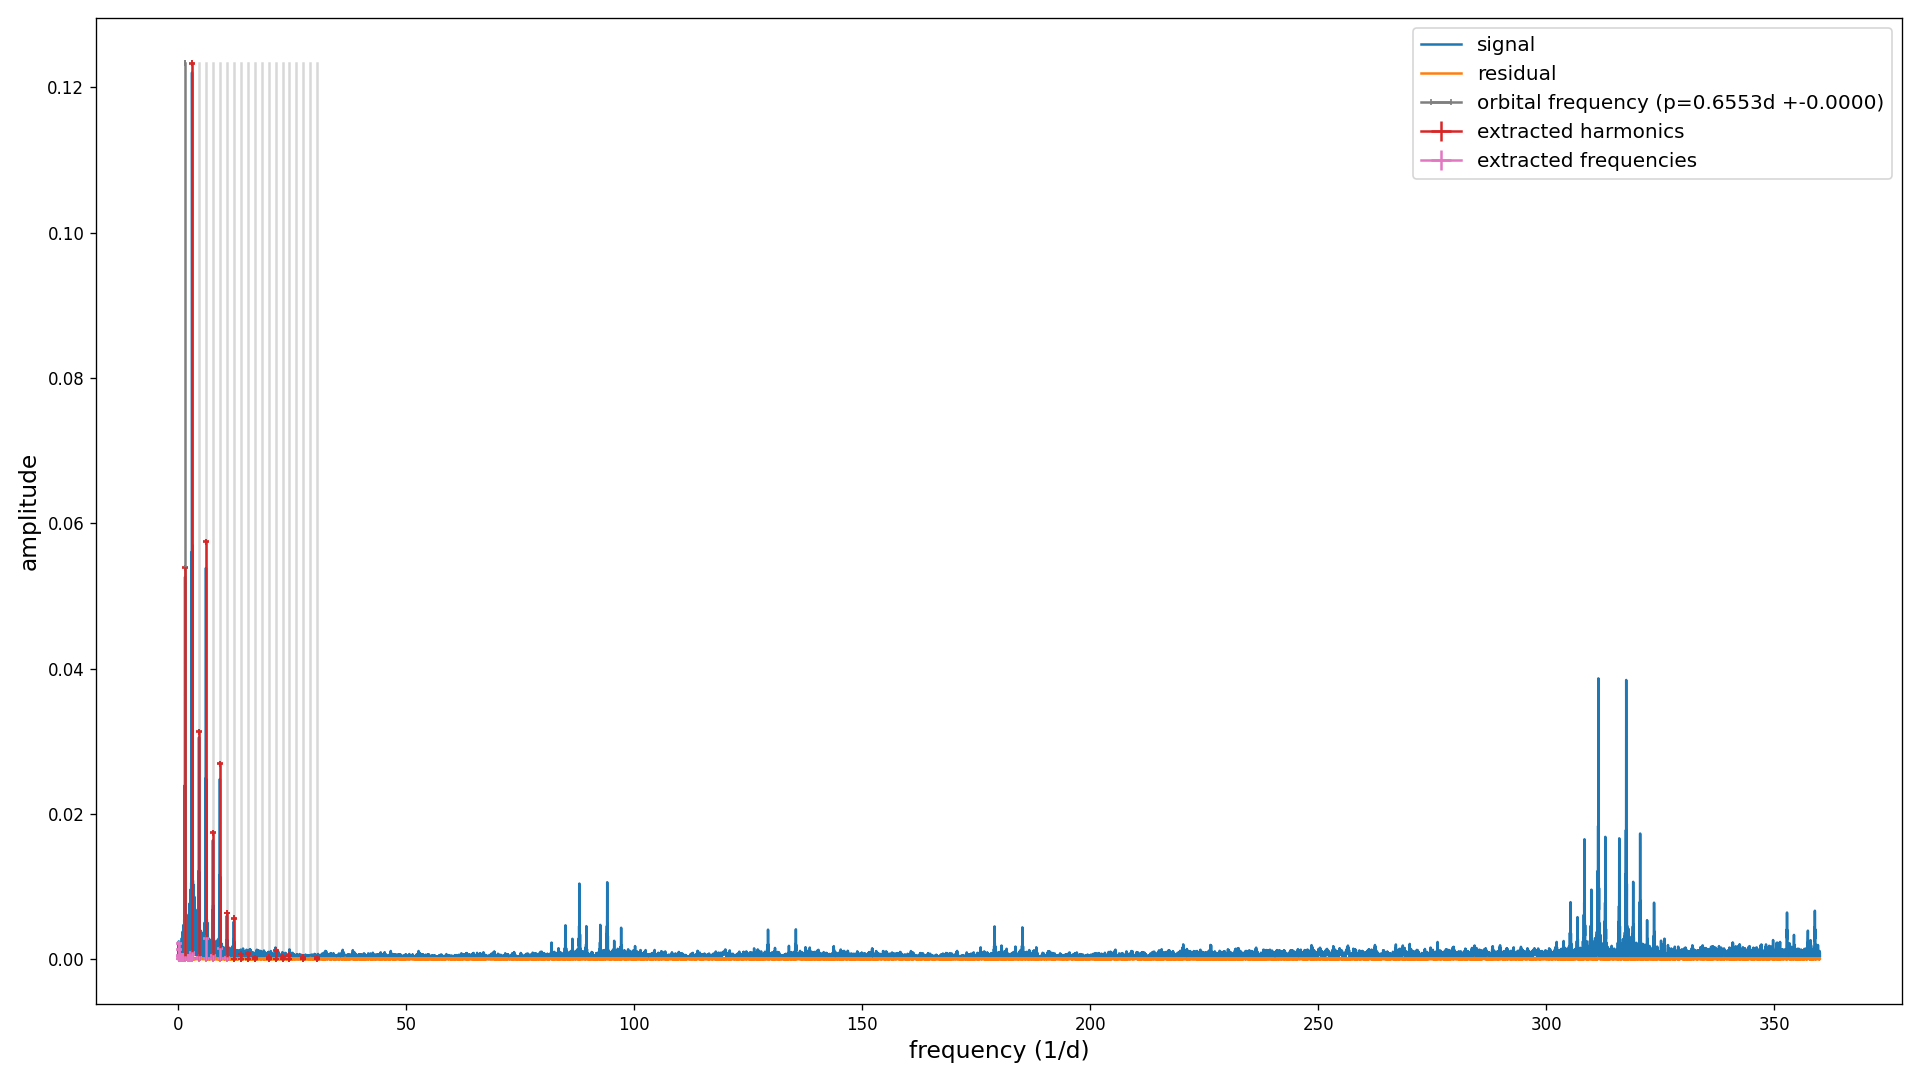 signal
residual
orbital frequency (p=0.6553d +-0.0000)
extracted harmonics
extracted frequencies
amplitude
0.12
0.10
0.08
0.06
0.04
0.02
0.00
0 50 100 150 200 250 300 350
frequency (1/d)